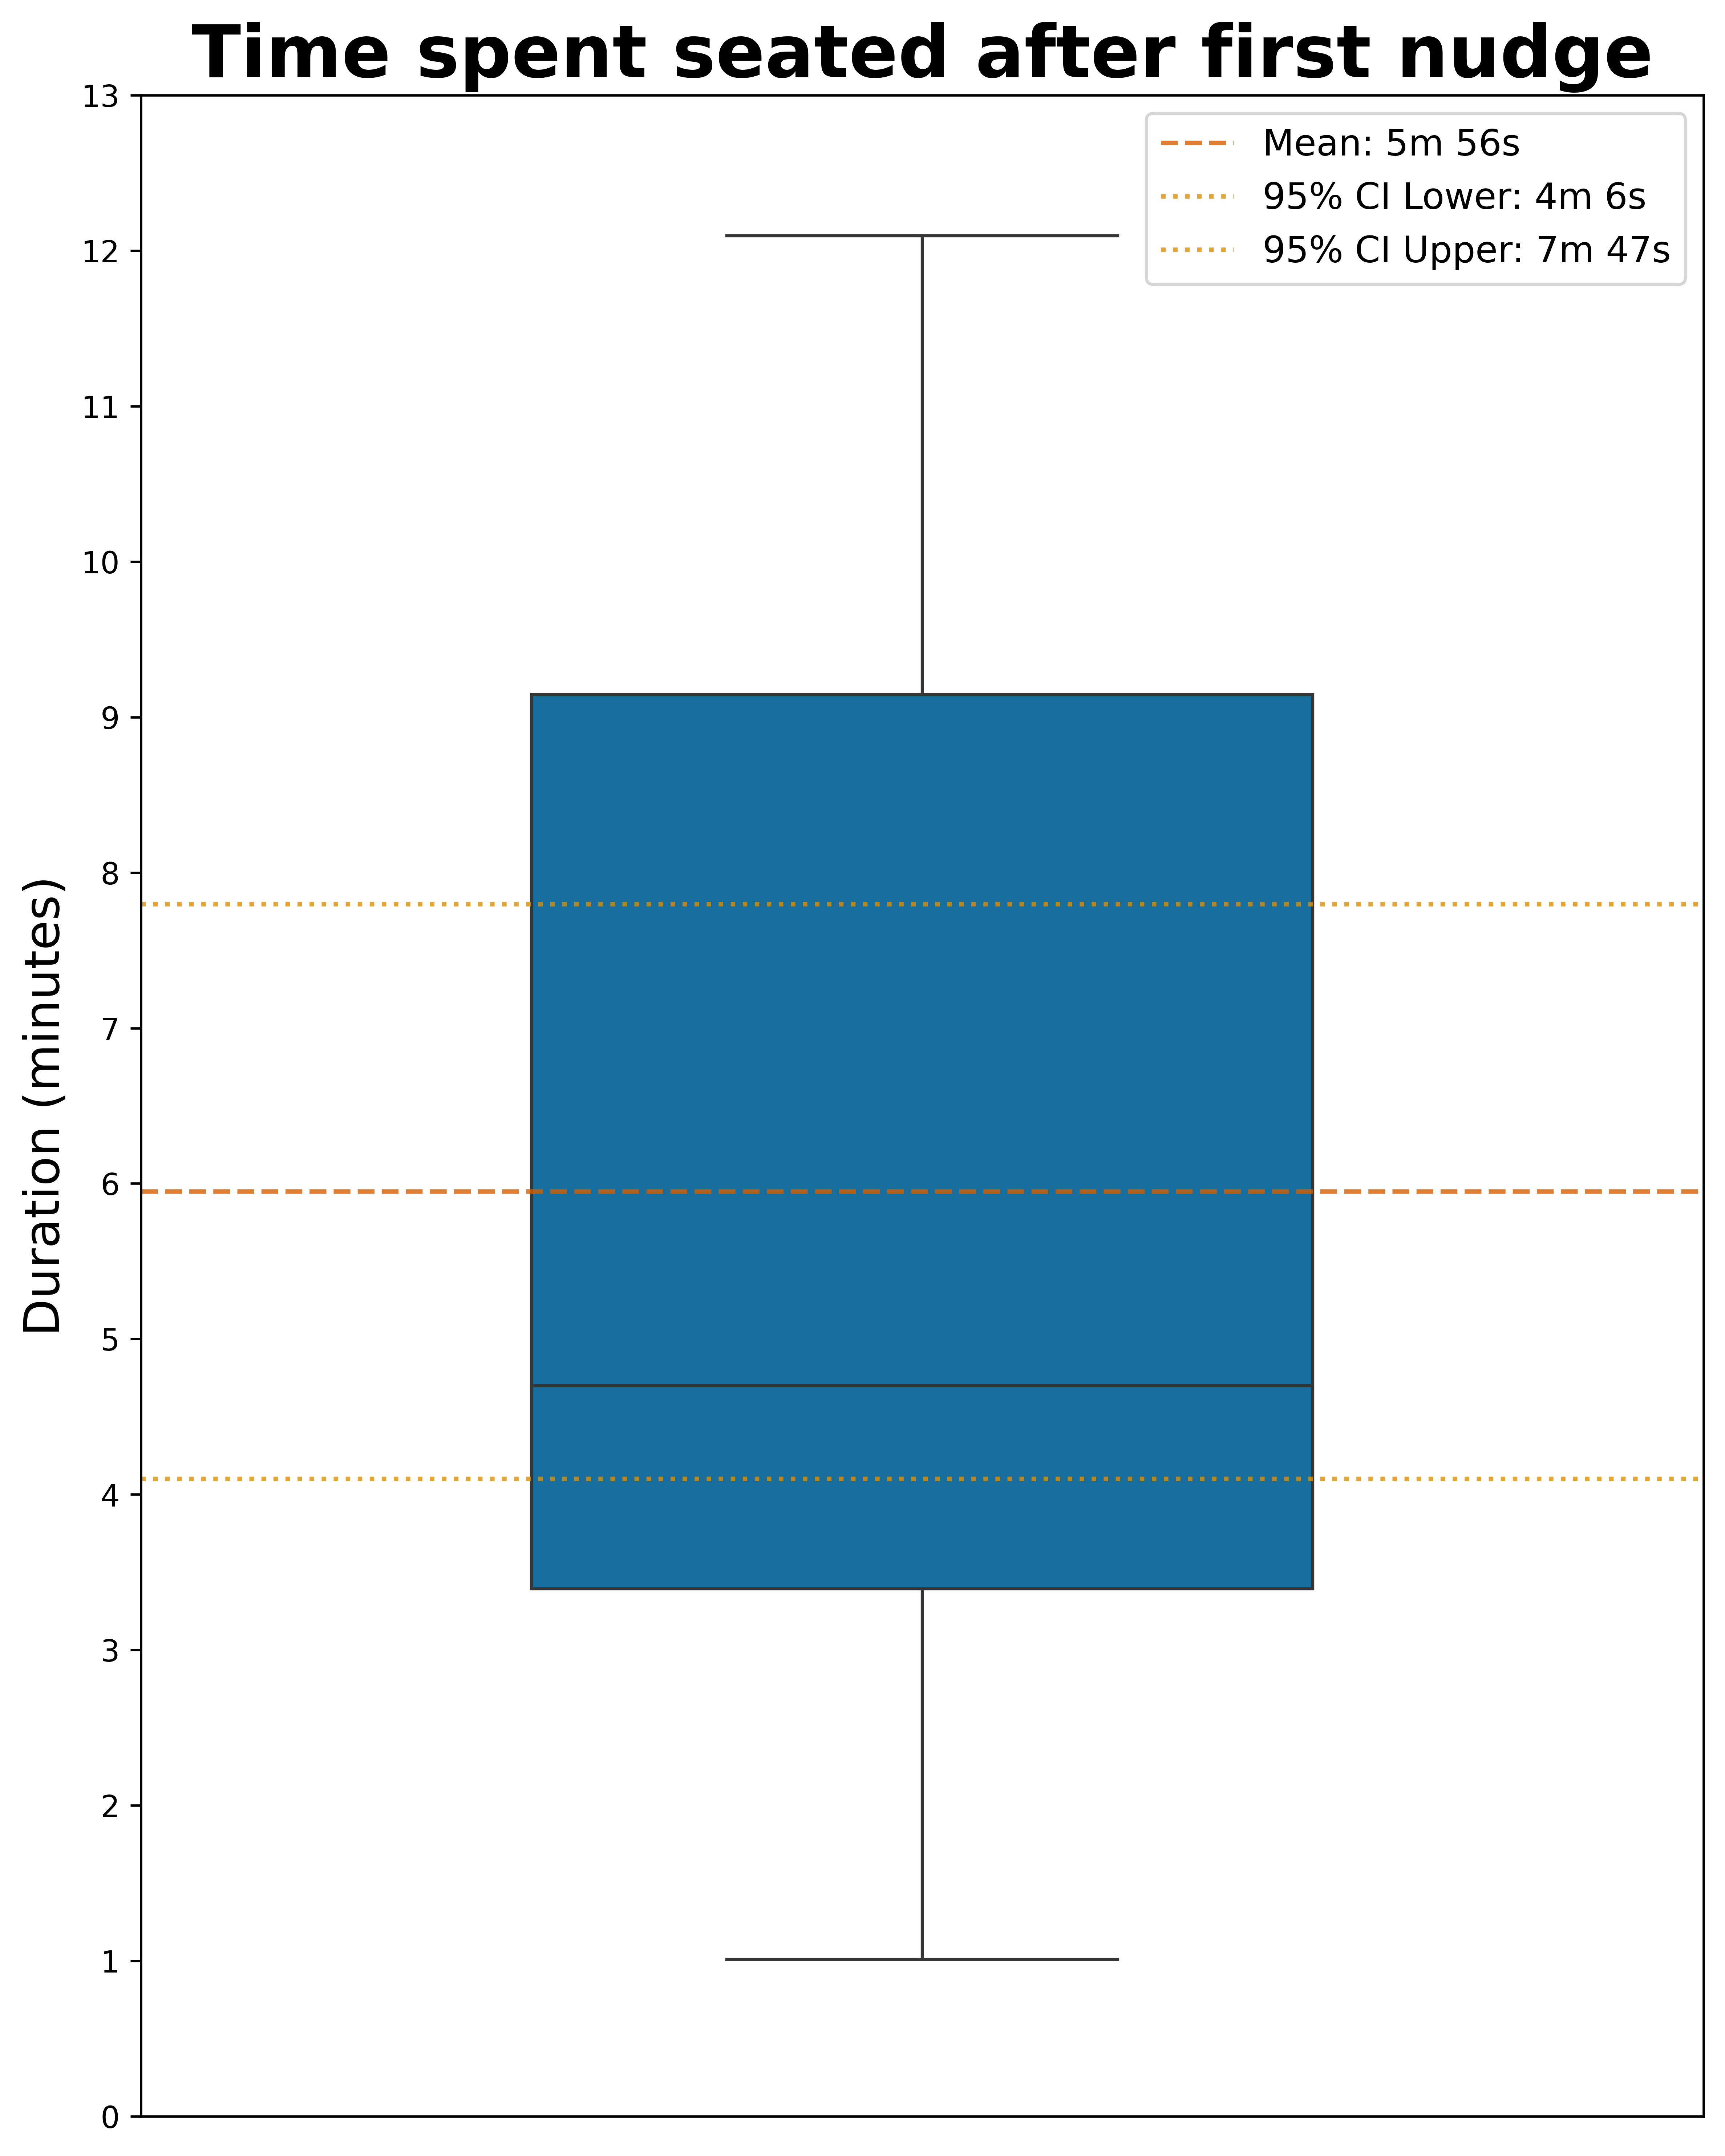 Time spent seated after first nudge
Mean: 5m 56s
95% CI Lower: 4m 6s
95% CI Upper: 7m 47s
Duration (minutes)
13
12
11
10
9
8
7
6
5
4
3
2
1
0